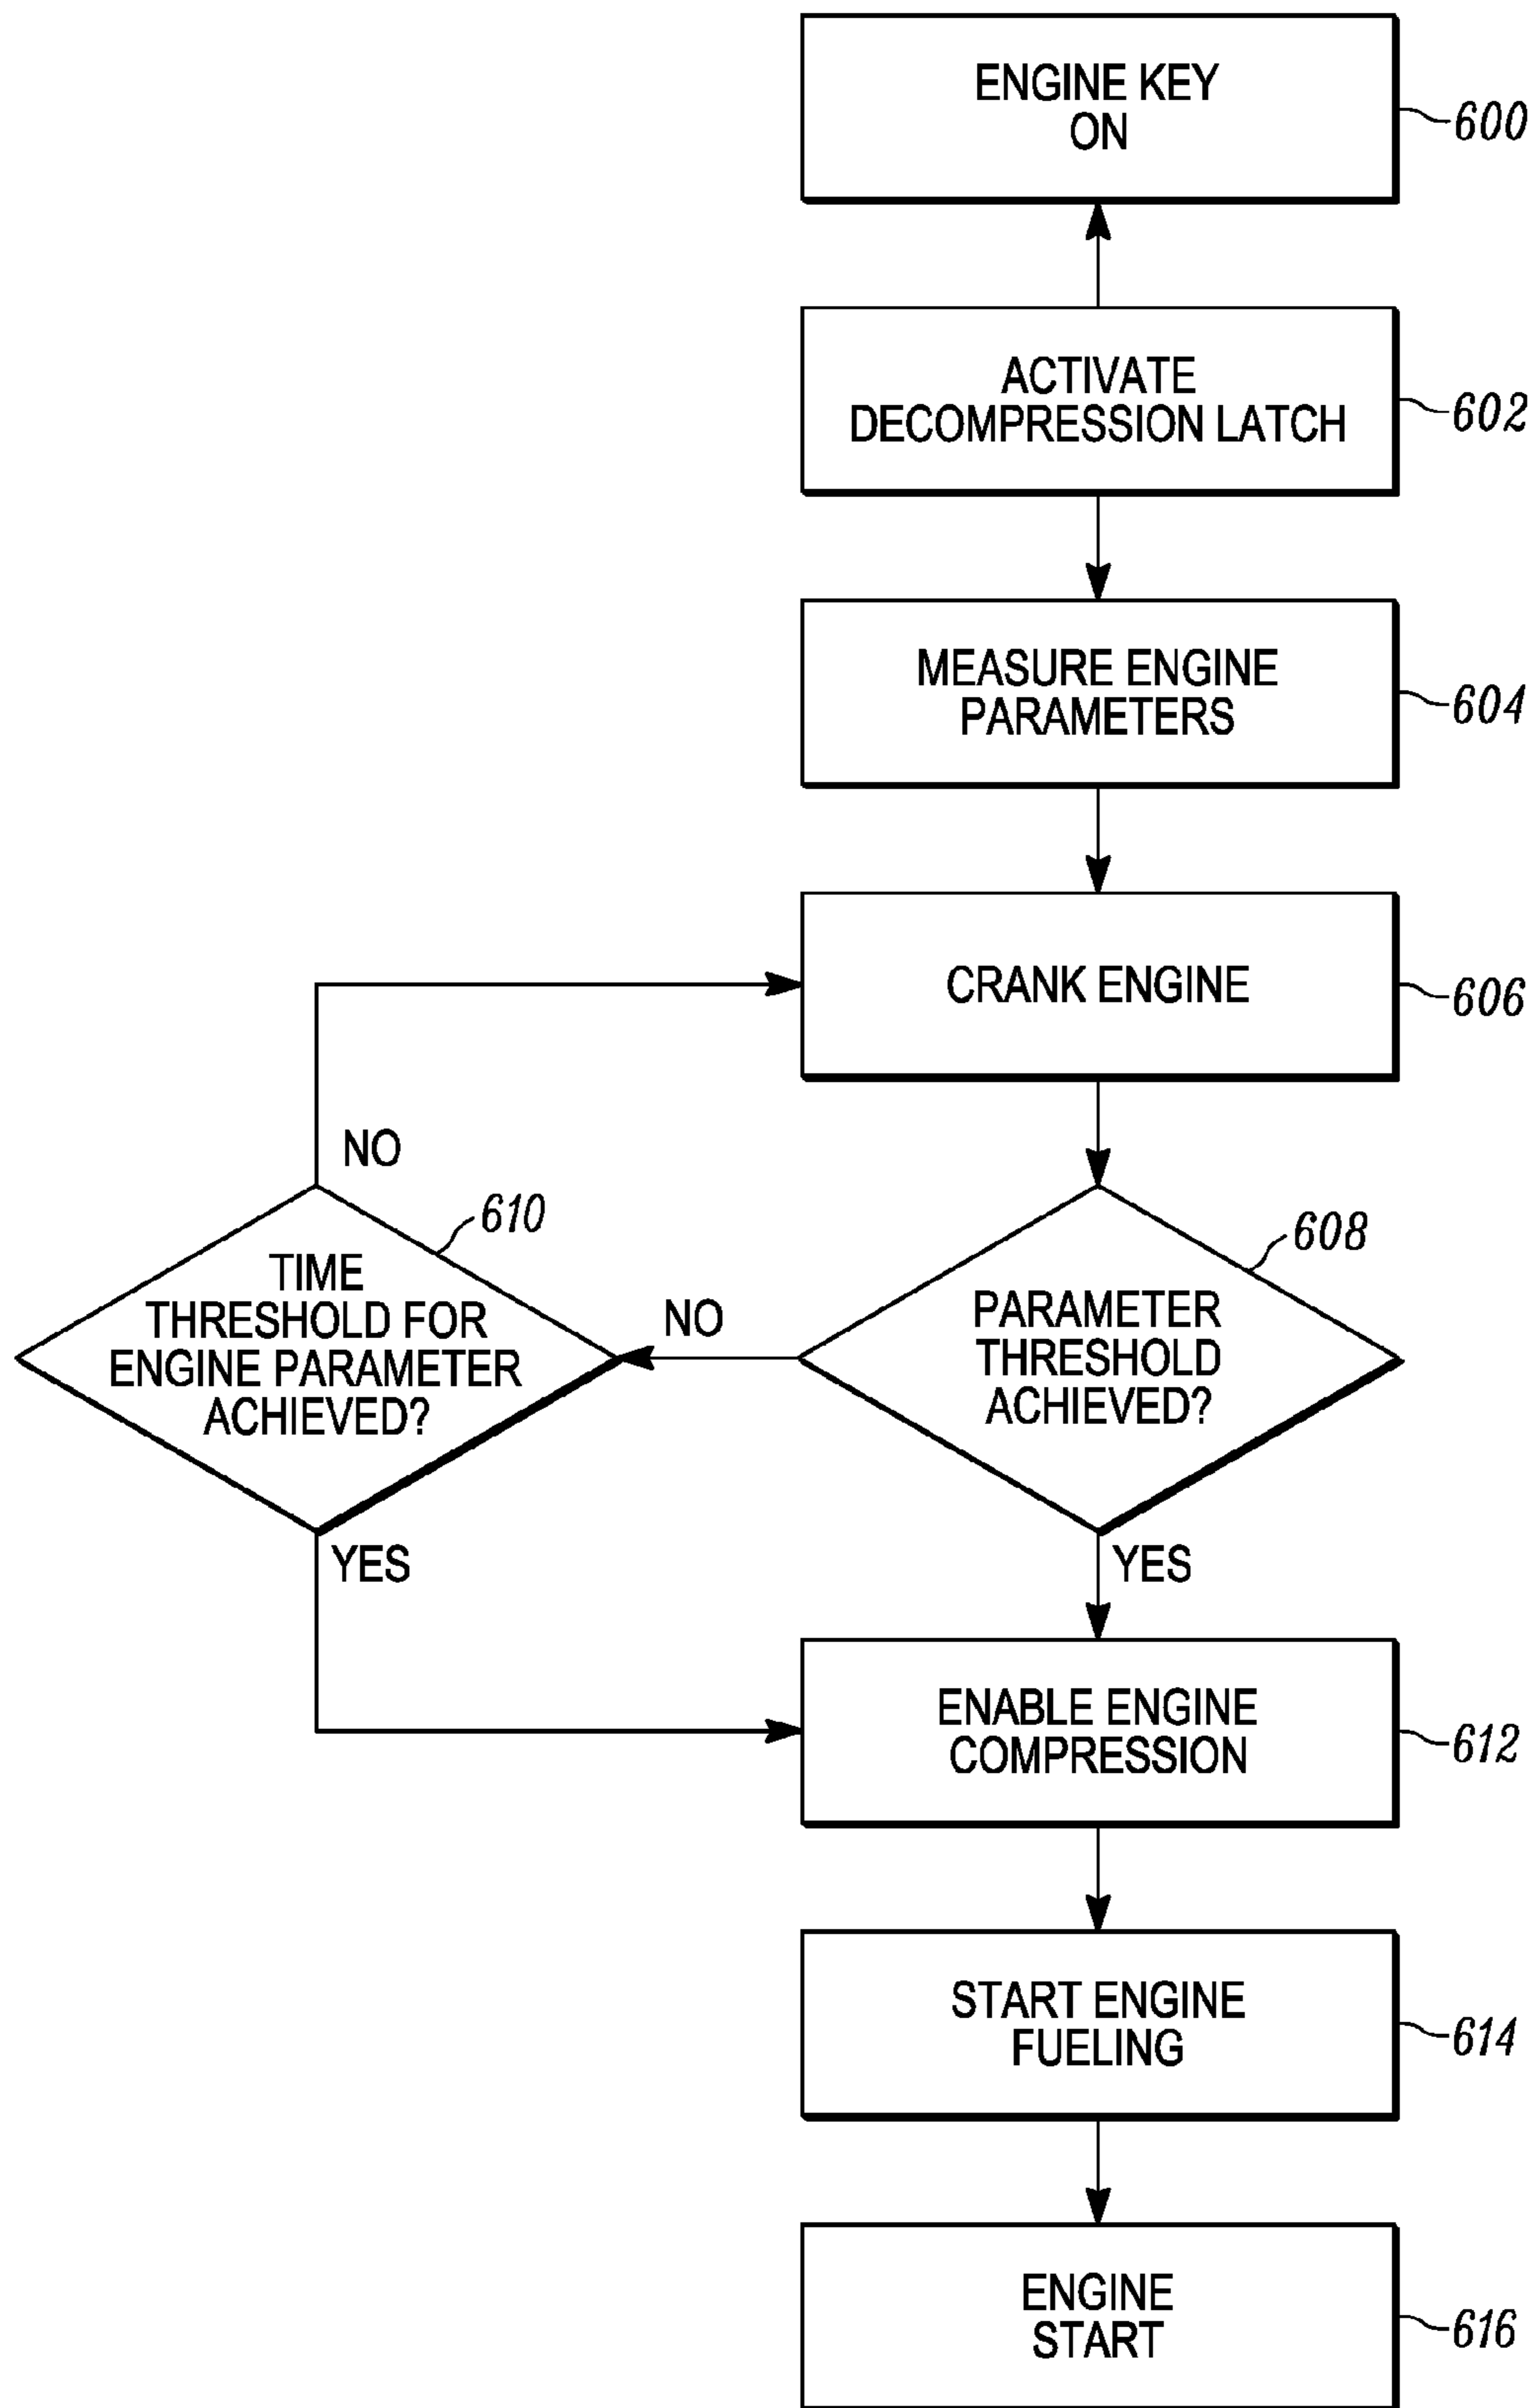 ENGINE KEY
ON
600
ACTIVATE
DECOMPRESSION LATCH
602
MEASURE ENGINE
PARAMETERS
604
CRANK ENGINE
606
NO
610
TIME
THRESHOLD FOR
ENGINE PARAMETER
ACHIEVED?
NO
608
PARAMETER
THRESHOLD
ACHIEVED?
YES
YES
ENABLE ENGINE
COMPRESSION
612
START ENGINE
FUELING
614
ENGINE
START
616